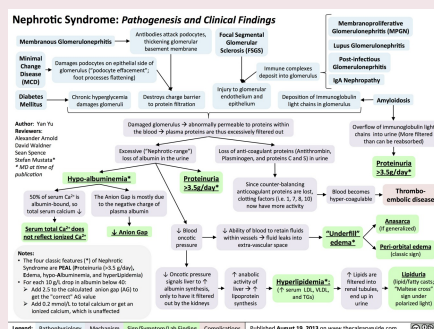 Nephrotic Syndrome: Pathogenesis and Clinical Findings
Membranous Glomerulonephritis
Antibodies attack podocytes,
thickening glomerular
basement membrane
Focal Segmental
Glomerular
Sclerosis (FSGS)
Membranoproliferative
Glomerulonephritis (MPGN)
Lupus Glomerulonephritis
Post-infectious
Glomerulonephritis
IgA Nephropathy
Minimal
Change
Disease
(MCD)
Damages podocytes on epithelial side of
glomerulus ("podocyte effacement";
foot processes flattening)
Immune complexes
deposit into glomerulus
Diabetes
Mellitus
Chronic hyperglycemia
damages glomeruli
Destroys charge barrier
to protein filtration
Injury to glomerular
endothelium and
epithelium
Deposition of immunoglobulin
light chains in glomerulus
Amyloidosis
Author: Yan Yu
Reviewers:
Alexander Arnold
David Waldner
Sean Spence
Stefan Mustata*
* MD at time of
publication
Damaged glomerulus → abnormally permeable to proteins within
the blood → plasma proteins are thus excessively filtered out
Overflow of immunoglobulin light
chains into urine (More filtered
than can be reabsorbed)
Proteinuria
>3.5g/day*
Excessive ("Nephrotic-range")
loss of albumin in the urine
Loss of anti-coagulant proteins (Antithrombin,
Plasminogen, and proteins C and S) in urine
Hypo-albuminemia*
Proteinuria
>3.5g/day*
Since counter-balancing
anticoagulant proteins are lost,
clotting factors (i.e. 1, 7, 8, 10)
now have more activity
Blood becomes
hyper-coagulable
Thrombo-
embolic diseases
50% of serum Ca²⁺ is
albumin-bound, so
total serum calcium ↓
The Anion Gap is mostly due
to the negative charge of
plasma albumin
Serum total Ca²⁺ does
not reflect ionized Ca²⁺
↓ Anion Gap
↓ Blood
oncotic
pressure
↓ Ability of blood to retain fluids
within vessels → fluid leaks into
extra-vascular space
"Underfill"
edema*
Anasarca
(if generalized)
Peri-orbital edema
(classic sign)
Notes:
• The four classic features (*) of Nephrotic
Syndrome are PEAL (Proteinuria (>3.5 g/day),
Edema, hypo-Albuminemia, and hyperLipidemia)
• For each 10 g/L drop in albumin below 40:
Add 2.5 to the calculated anion gap (AG) to
get the "correct" AG value
Add 0.2 mmol/L to total calcium or get an
ionized calcium, which is unaffected
↓ Oncotic pressure
signals liver to ↑
albumin synthesis,
only to have it filtered
out by the kidneys
↑ anabolic
activity of
liver → ↑
lipoprotein
synthesis
Hyperlipidemia*:
(↑ serum LDL, VLDL,
and TGs)
↑ Lipids are
filtered into
renal tubules,
end up in
urine
Lipiduria
(lipid/fatty casts;
"Maltese cross"
sign under
polarized light)
Legend: Pathophysiology Mechanism Sign/Symptom/Lab Finding Complications Published August 19, 2013 on www.thecalgaryguide.com